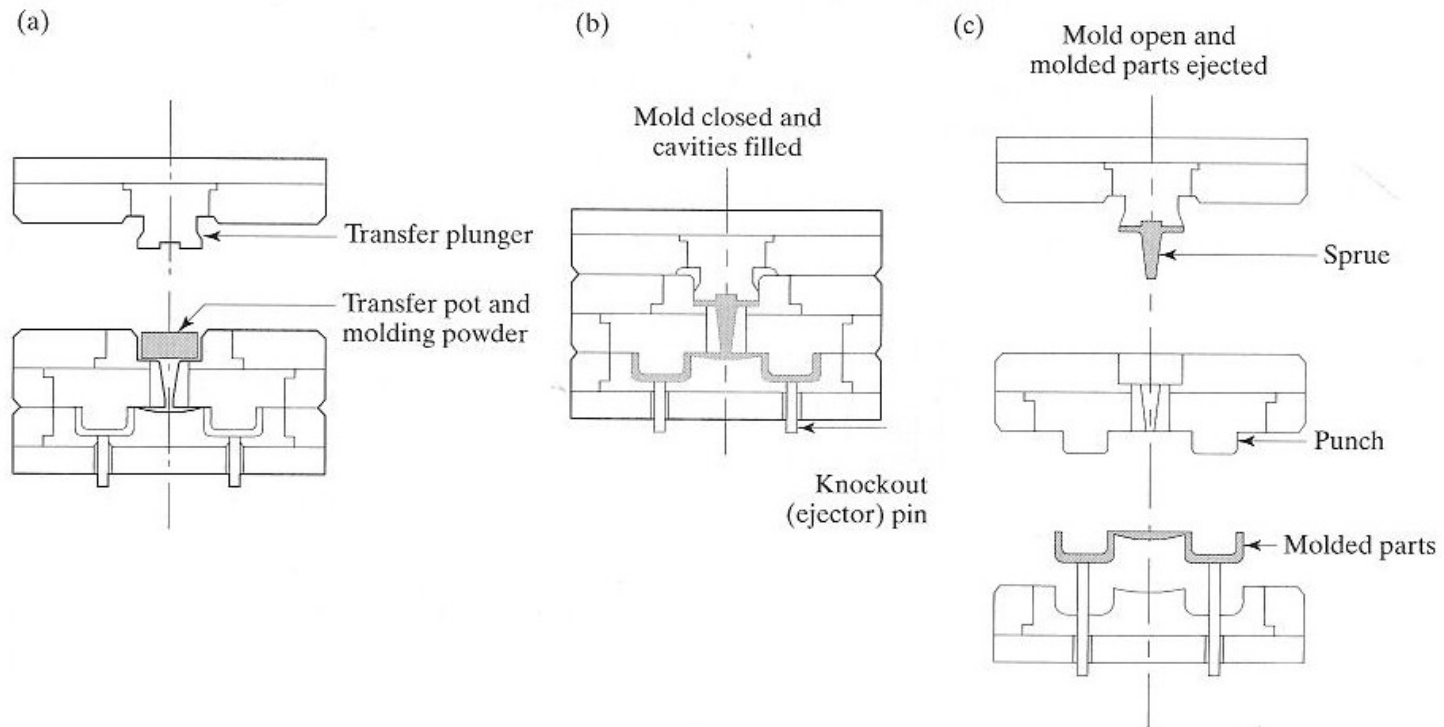 (a)
Transfer plunger
Transfer pot and
molding powder
(b)
Mold closed and
cavities filled
Knockout
(ejector) pin
(c)
Mold open and
molded parts ejected
Sprue
Punch
Molded parts